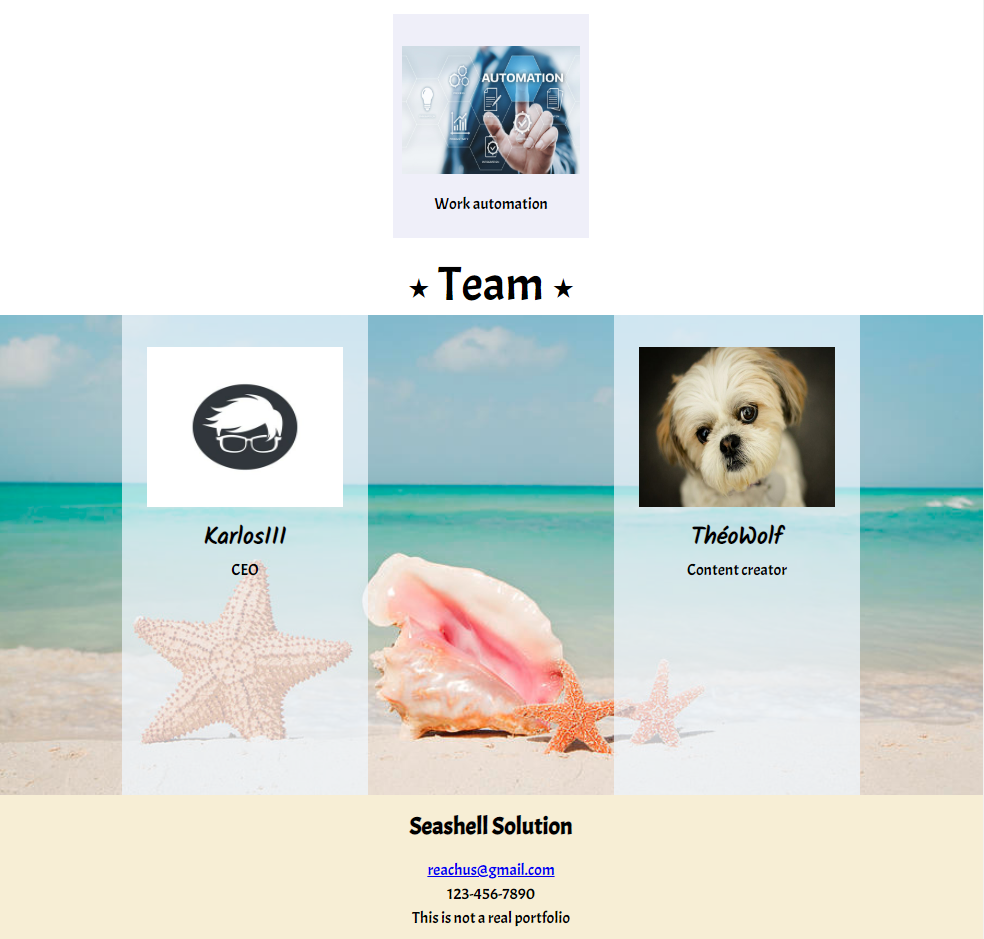 AUTOMATION
Work automation
★ Team ★
KarlosIII
CEO
ThéoWolf
Content creator
Seashell Solution
reachus@gmail.com
123-456-7890
This is not a real portfolio